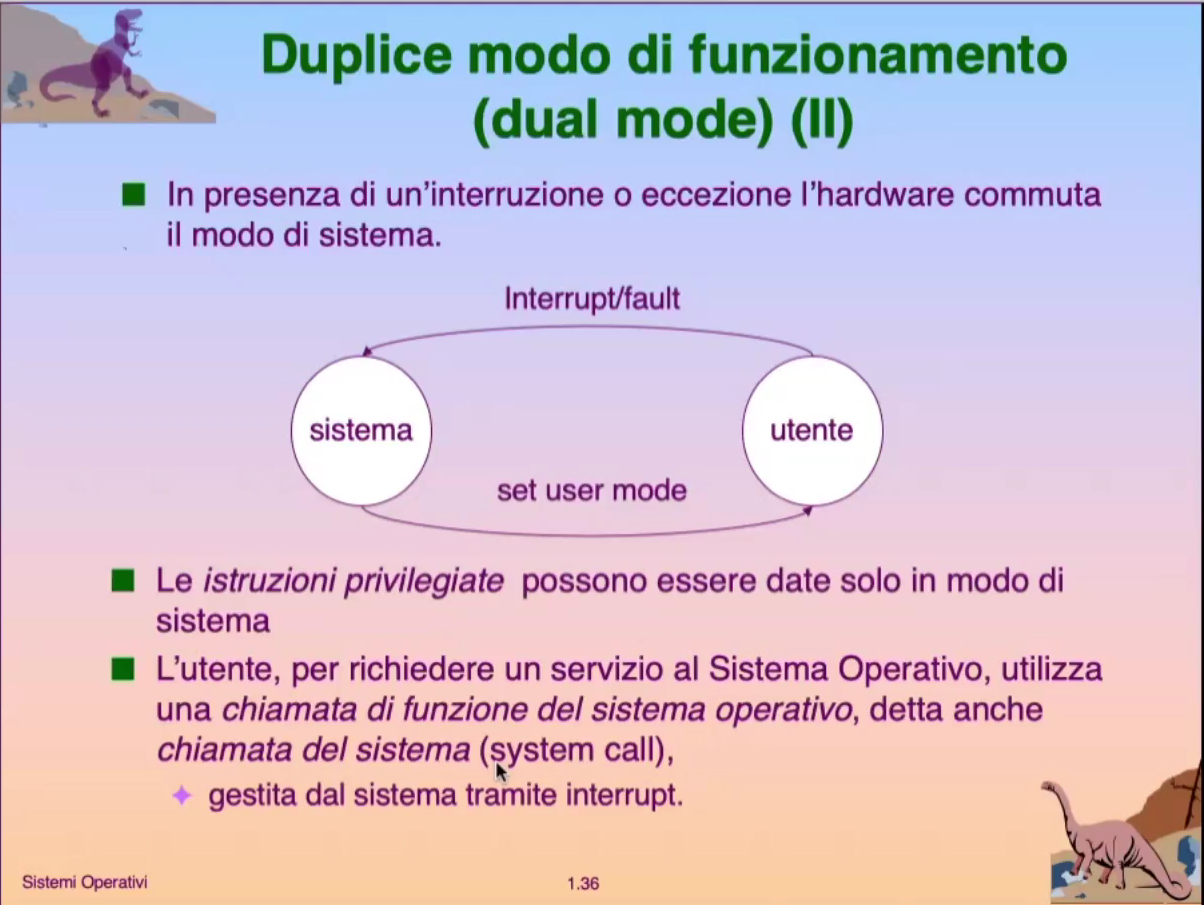 Duplice modo di funzionamento
(dual mode) (II)
In presenza di un'interruzione o eccezione l'hardware commuta
il modo di sistema.
Interrupt/fault
sistema
utente
set user mode
Le istruzioni privilegiate possono essere date solo in modo di
sistema
L'utente, per richiedere un servizio al Sistema Operativo, utilizza
una chiamata di funzione del sistema operativo, detta anche
chiamata del sistema (system call),
gestita dal sistema tramite interrupt.
Sistemi Operativi
1.36